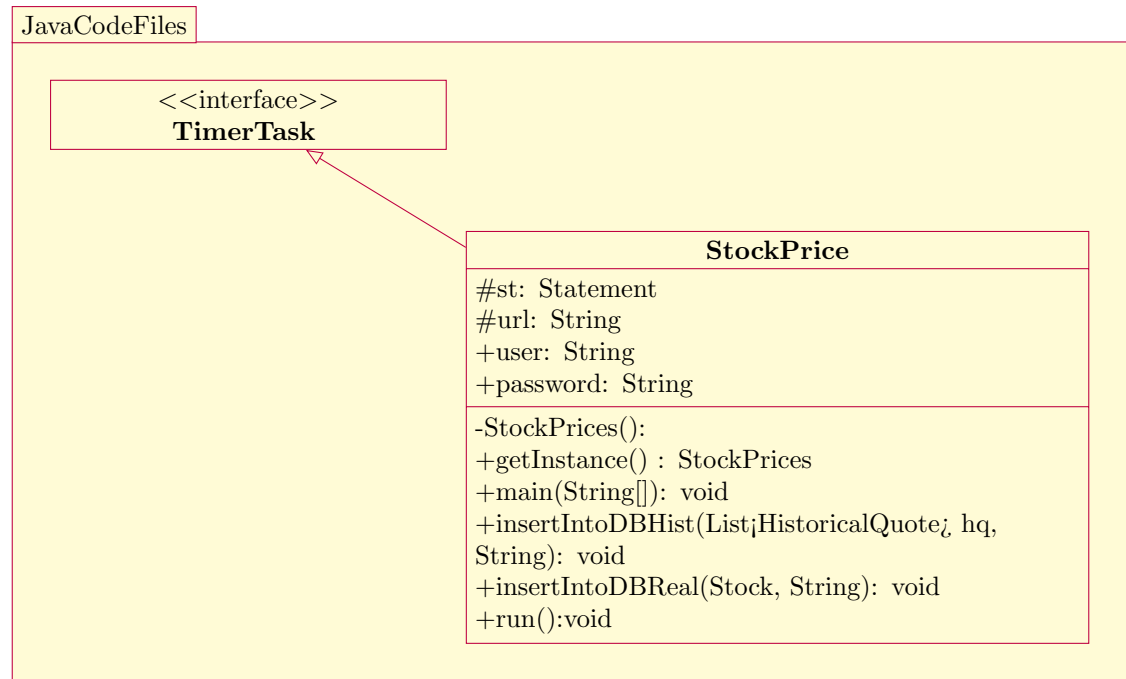 JavaCodeFiles
<<interface>>
TimerTask
StockPrice
#st: Statement
#url: String
+user: String
+password: String
-StockPrices():
+getInstance() : StockPrices
+main(String[]): void
+insertIntoDBHist(List¡HistoricalQuote¿ hq,
String): void
+insertIntoDBReal(Stock, String): void
+run():void